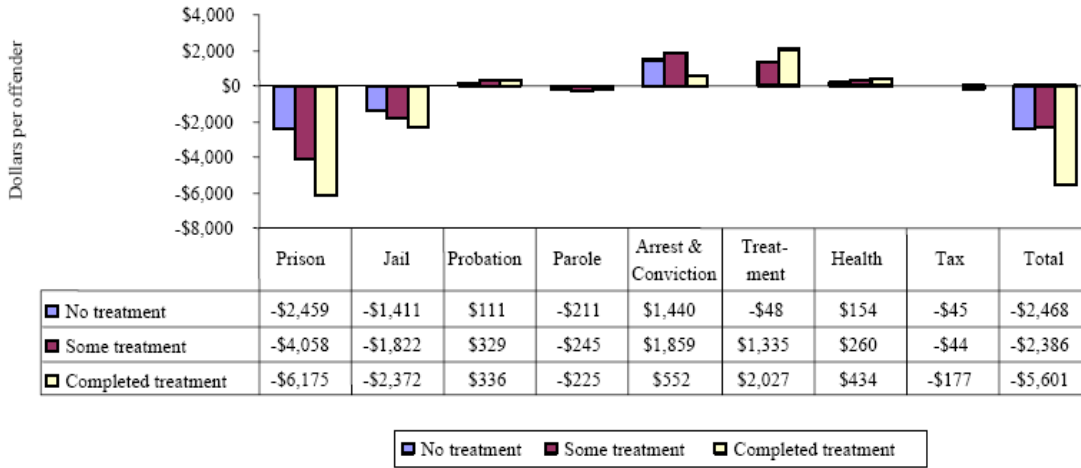 Dollars per offender
$4,000
$2,000
$0
-$2,000
-$4,000
-$6,000
-$8,000
Prison Jail Probation Parole Arrest & Conviction Treat-ment Health Tax Total
No treatment -$2,459 -$1,411 $111 -$211 $1,440 -$48 $154 -$45 -$2,468
Some treatment -$4,058 -$1,822 $329 -$245 $1,859 $1,335 $260 -$44 -$2,386
Completed treatment -$6,175 -$2,372 $336 -$225 $552 $2,027 $434 -$177 -$5,601
No treatment Some treatment Completed treatment